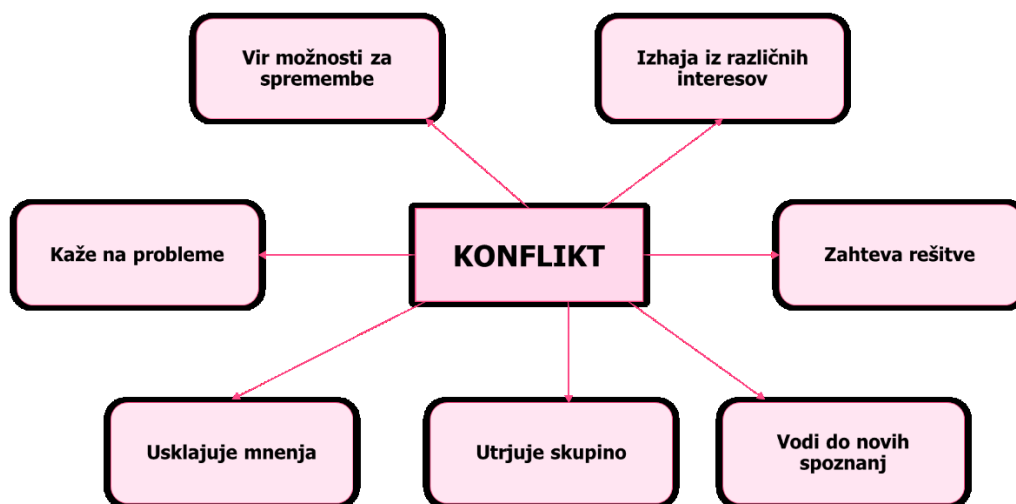 Vir možnosti za
spremembe
Izhaja iz različnih
interesov
Kaže na probleme
KONFLIKT
Zahteva rešitve
Usklajuje mnenja
Utrjuje skupino
Vodi do novih
spoznanj